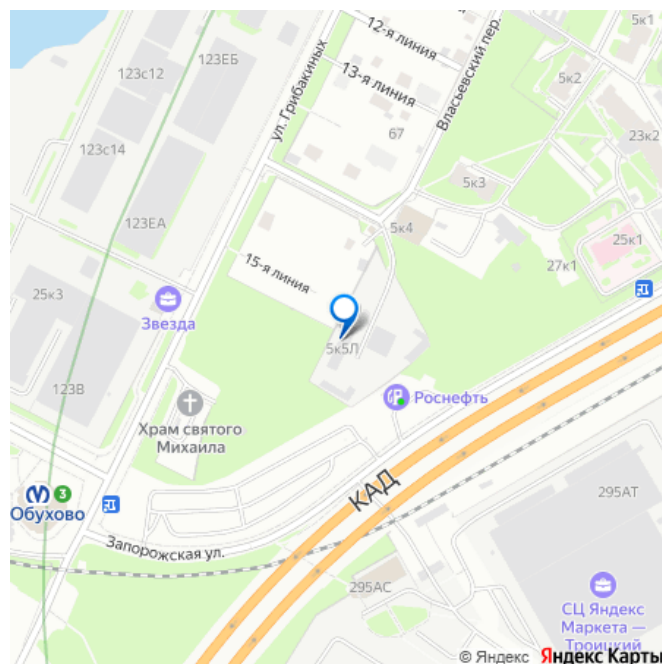 12-я линия
5к1
123с12
123ЕБ
5к2
13-я линия
ул. Грибакиных
Власьевский пер.
67
23к2
123с14
5к3
123ЕА
5к4
25к1
15-я линия
27к1
25к3
Звезда
5к5Л
123В
Роснефть
Храм святого
Михаила
КАД
295АТ
3
Обухово
Запорожская ул.
295АС
СЦ Яндекс
Маркета —
Троицкий
© Яндекс Яндекс Карты